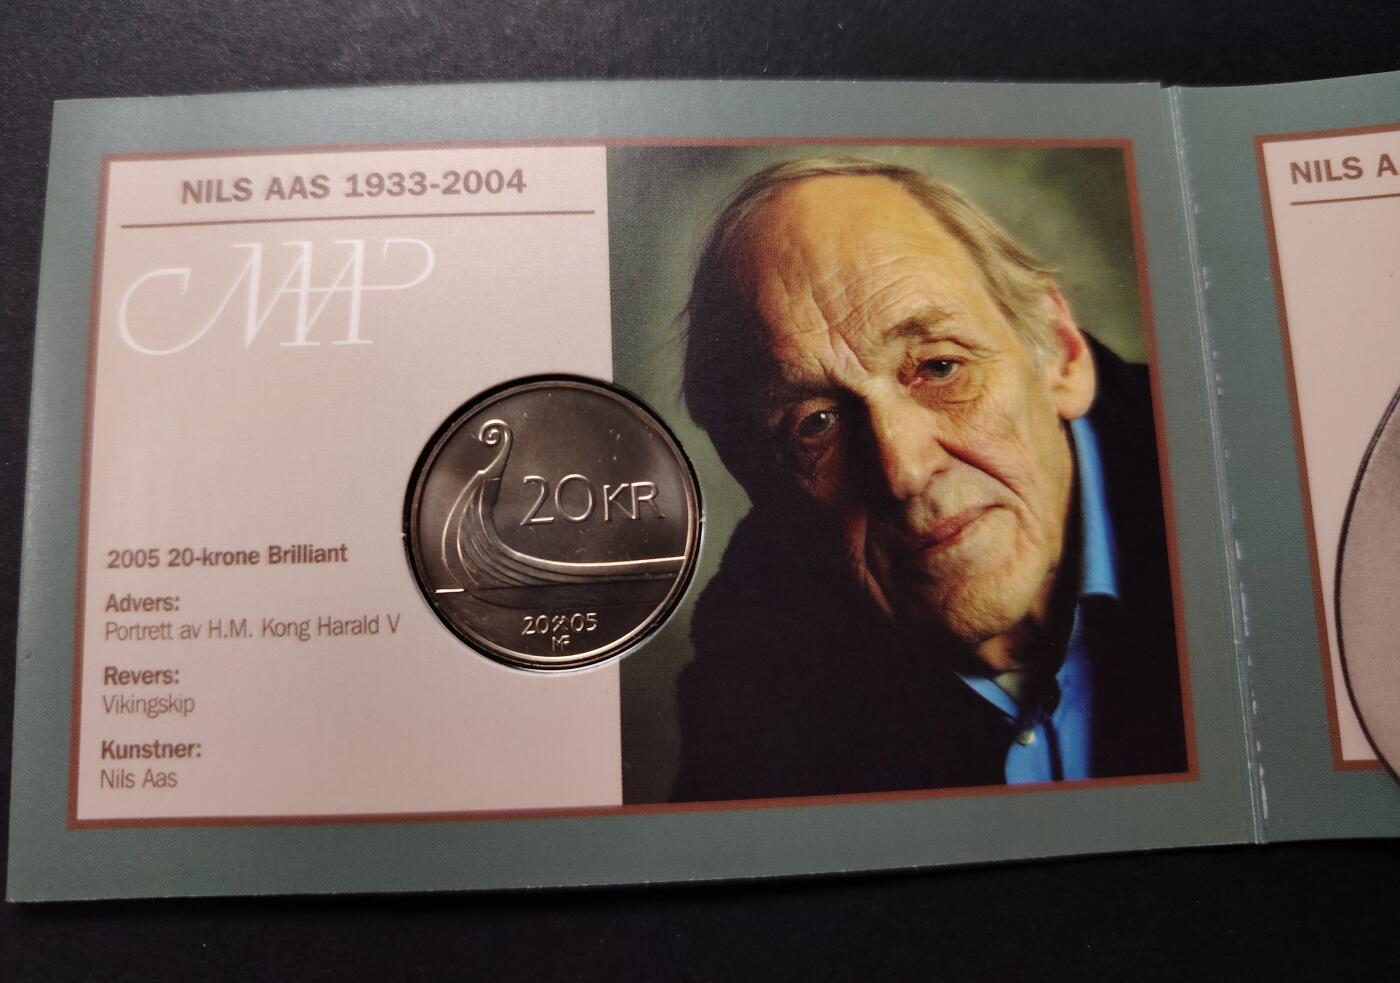 NILS AAS 1933-2004
NAA
20 KR
20 05
2005 20-krone Brilliant
Advers:
Portrett av H.M. Kong Harald V
Revers:
Vikingskip
Kunstner:
Nils Aas
NILS A